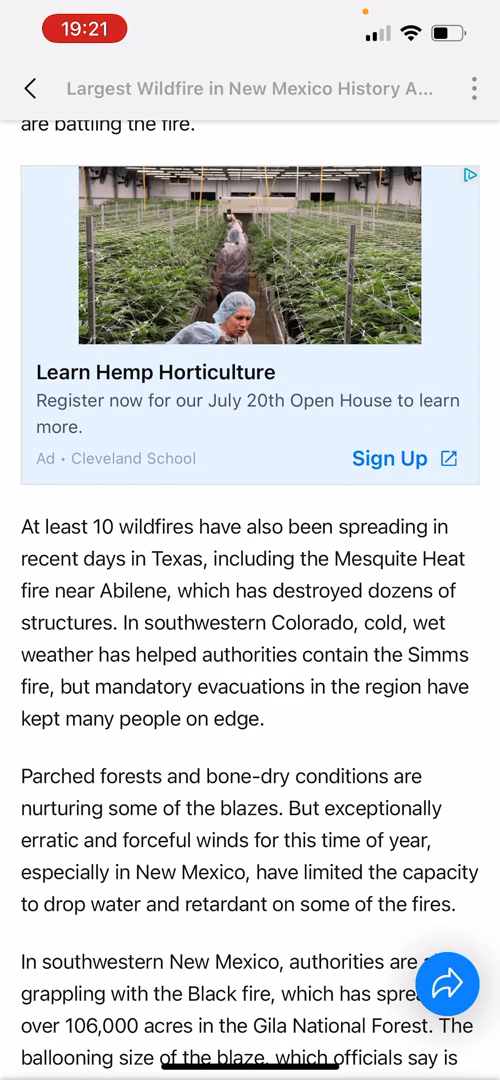 19:21
Largest Wildfire in New Mexico History A...
are battling the fire.
Learn Hemp Horticulture
Register now for our July 20th Open House to learn
more.
Ad • Cleveland School
Sign Up
At least 10 wildfires have also been spreading in
recent days in Texas, including the Mesquite Heat
fire near Abilene, which has destroyed dozens of
structures. In southwestern Colorado, cold, wet
weather has helped authorities contain the Simms
fire, but mandatory evacuations in the region have
kept many people on edge.
Parched forests and bone-dry conditions are
nurturing some of the blazes. But exceptionally
erratic and forceful winds for this time of year,
especially in New Mexico, have limited the capacity
to drop water and retardant on some of the fires.
In southwestern New Mexico, authorities are
grappling with the Black fire, which has
over 106,000 acres in the Gila National Forest. The
ballooning size of the blaze, which officials say is